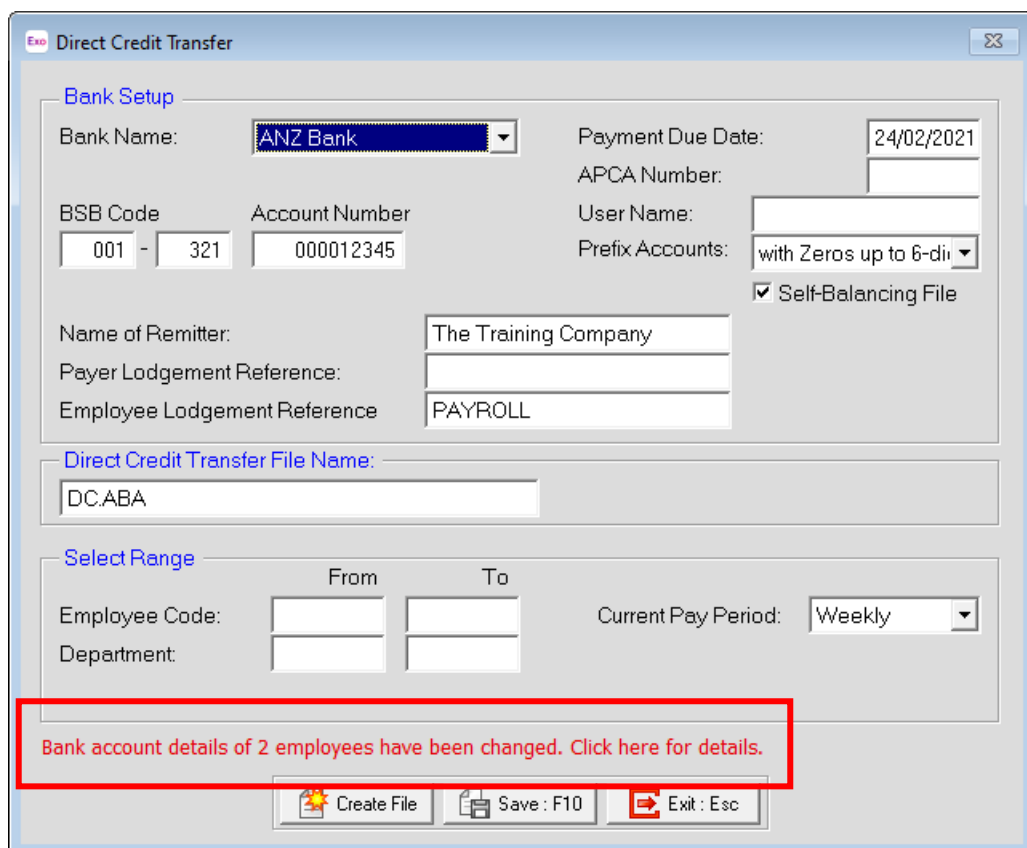 Exo Direct Credit Transfer
Bank Setup
Bank Name: ANZ Bank Payment Due Date: 24/02/2021
APCA Number:
BSB Code Account Number User Name:
001 - 321 000012345 Prefix Accounts: with Zeros up to 6-di
Self-Balancing File
Name of Remitter: The Training Company
Payer Lodgement Reference:
Employee Lodgement Reference PAYROLL
Direct Credit Transfer File Name:
DC.ABA
Select Range
From To
Employee Code: Current Pay Period: Weekly
Department:
Bank account details of 2 employees have been changed. Click here for details.
Create File Save : F10 Exit : Esc